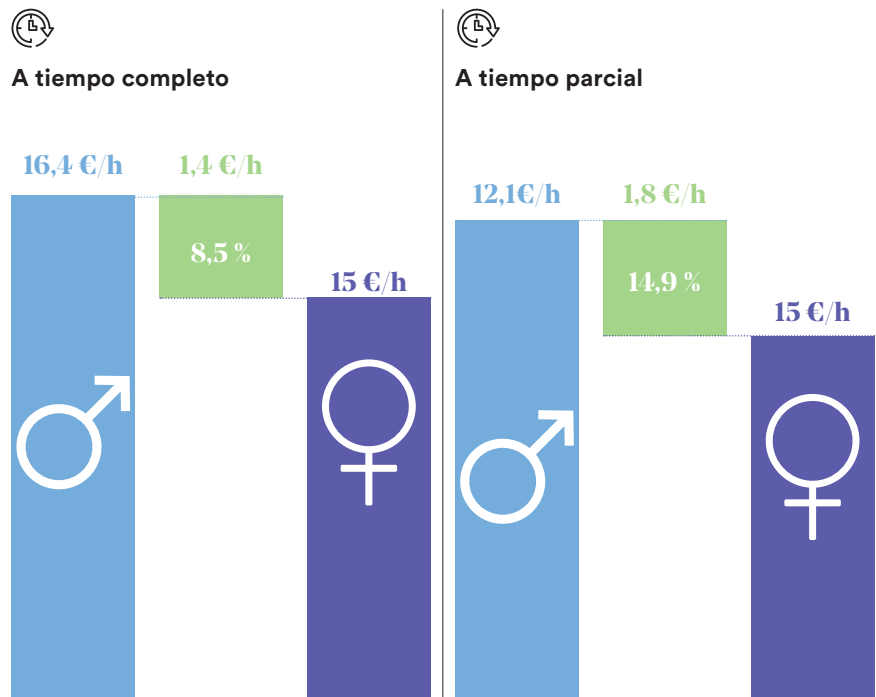 A tiempo completo
16,4 €/h
1,4 €/h
8,5 %
15 €/h
A tiempo parcial
12,1€/h
1,8 €/h
14,9 %
15 €/h